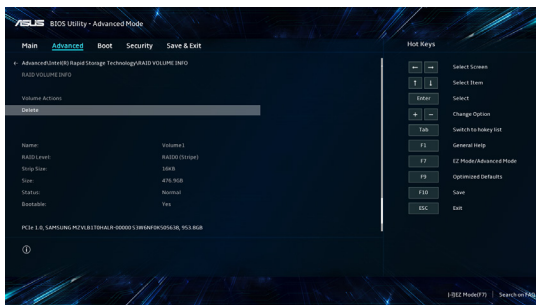 ASUS BIOS Utility - Advanced Mode
Main Advanced Boot Security Save & Exit
Hot Keys
← Advanced\Intel(R) Rapid Storage Technology\RAID VOLUME INFO
RAID VOLUME INFO
Volume Actions
Delete
Name: Volume1
RAID Level: RAID0 (Stripe)
Strip Size: 16KB
Size: 476.9GB
Status: Normal
Bootable: Yes
PCIe 1.0, SAMSUNG MZVLB1T0HALR-00000 S3W6NF0K505638, 953.8GB
← → Select Screen
↑ ↓ Select Item
Enter Select
+ - Change Option
Tab Switch to hokey list
F1 General Help
F7 EZ Mode/Advanced Mode
F9 Optimized Defaults
F10 Save
ESC Exit
EZ Mode(F7) | Search on FAQ